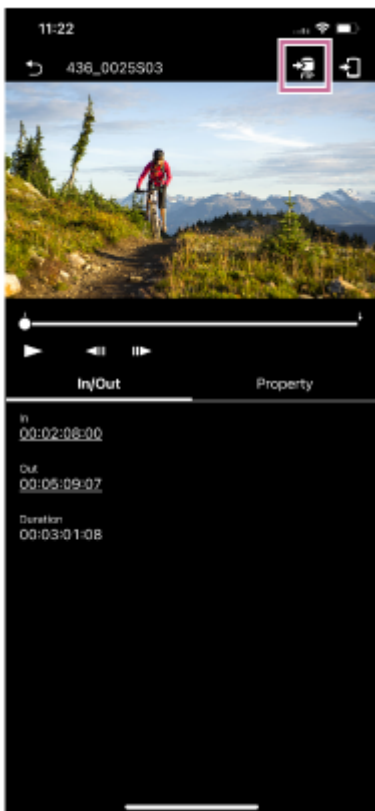 11:22
436_0025S03
FTP
In/Out Property
In
00:02:08:00
Out
00:05:09:07
Duration
00:03:01:08